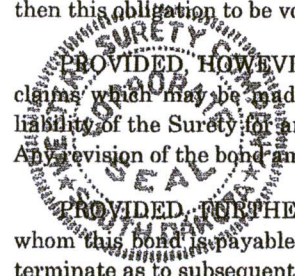 then this obligation to be vo
PROVIDED, HOWEVE
claims which may be mad
liability of the Surety for an
Any revision of the bond an
SURETY
SEAL
PROVIDED, FURTHE
whom this bond is payable
terminate as to subsequent